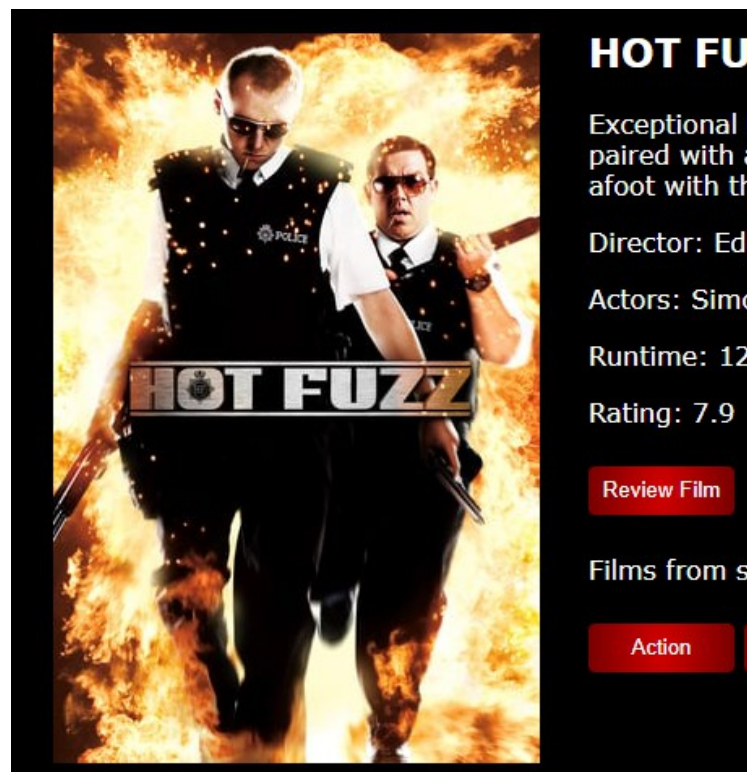 HOT FU
Exceptional
paired with a
afoot with th
Director: Ed
Actors: Simo
Runtime: 12
Rating: 7.9
Review Film
Films from s
Action
POLICE
HOT FUZZ